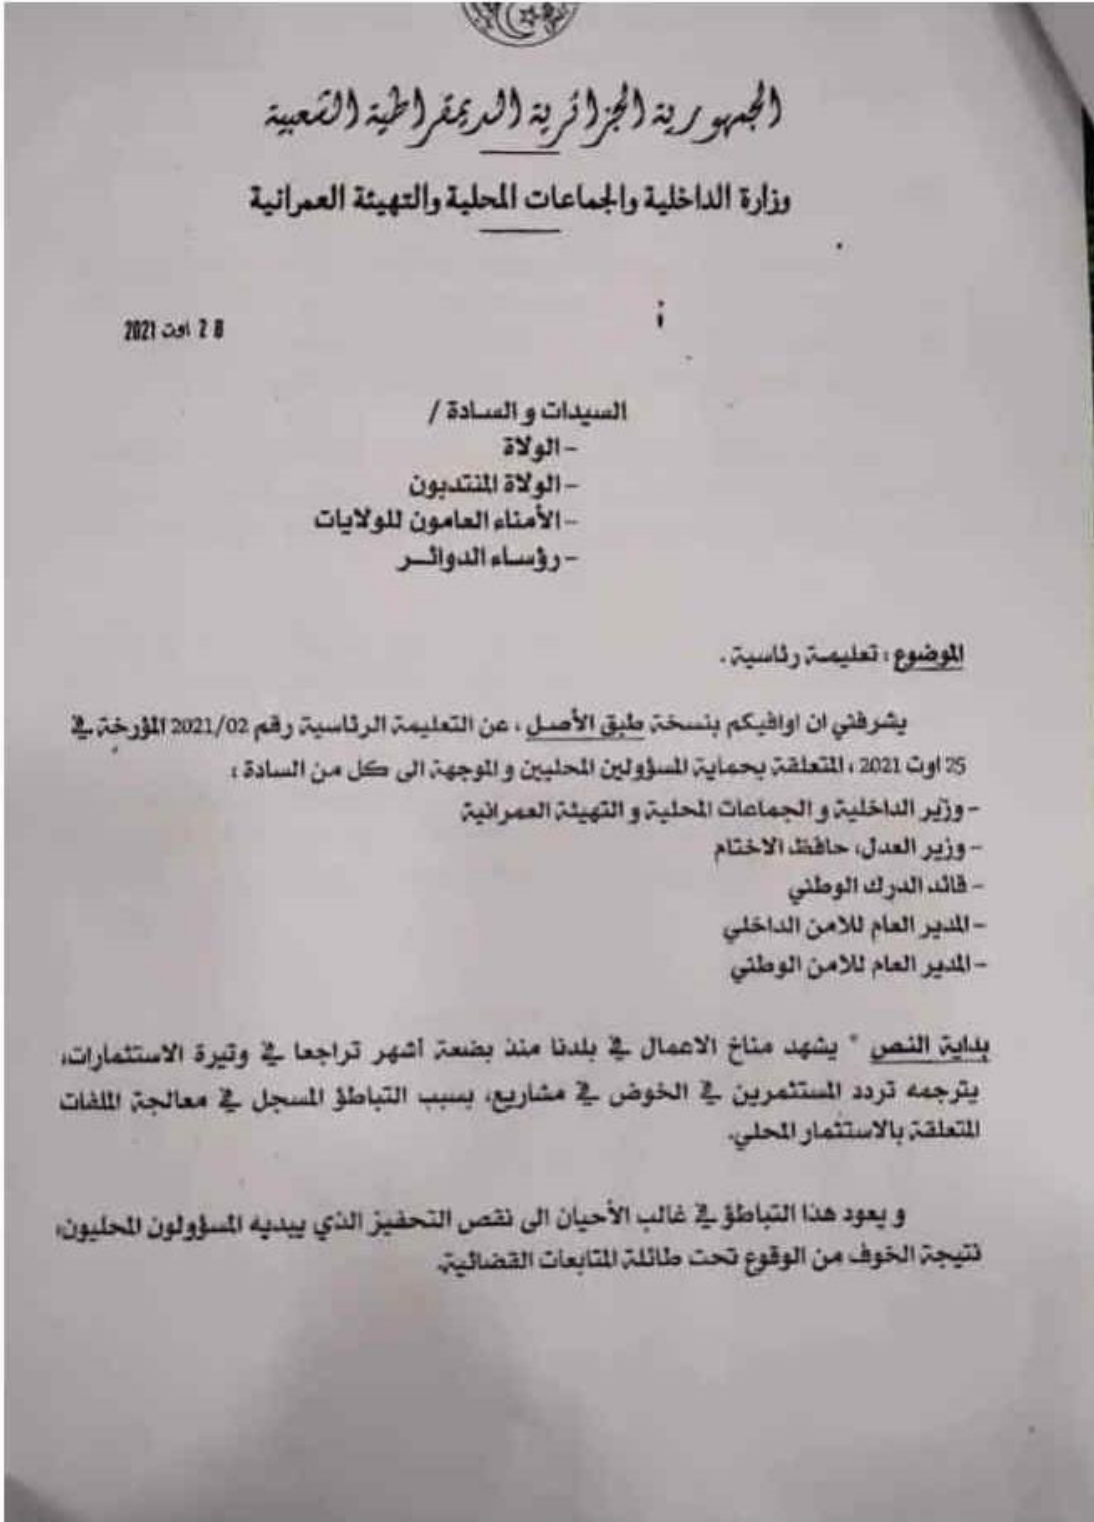 الجمهورية الجزائرية الديمقراطية الشعبية
وزارة الداخلية والجماعات المحلية والتهيئة العمرانية
28 اوت 2021
السيدات و السادة /
- الولاة
- الولاة المنتدبون
- الأمناء العامون للولايات
- رؤساء الدوائر
الموضوع : تعليمة رئاسية .
يشرفني ان اوافيكم بنسخة طبق الأصل ، عن التعليمة الرئاسية رقم 2021/02 المؤرخة في
25 اوت 2021 ، المتعلقة بحماية المسؤولين المحليين و الموجهة الى كل من السادة :
- وزير الداخلية و الجماعات المحلية و التهيئة العمرانية
- وزير العدل، حافظ الاختام
- قائد الدرك الوطني
- المدير العام للامن الداخلي
- المدير العام للامن الوطني
بداية النص " يشهد مناخ الاعمال في بلدنا منذ بضعة أشهر تراجعا في وتيرة الاستثمارات،
يترجمه تردد المستثمرين في الخوض في مشاريع، بسبب التباطؤ المسجل في معالجة الملفات
المتعلقة بالاستثمار المحلي.
و يعود هذا التباطؤ في غالب الأحيان الى نقص التحفيز الذي يبديه المسؤولون المحليون،
نتيجة الخوف من الوقوع تحت طائلة المتابعات القضائية.